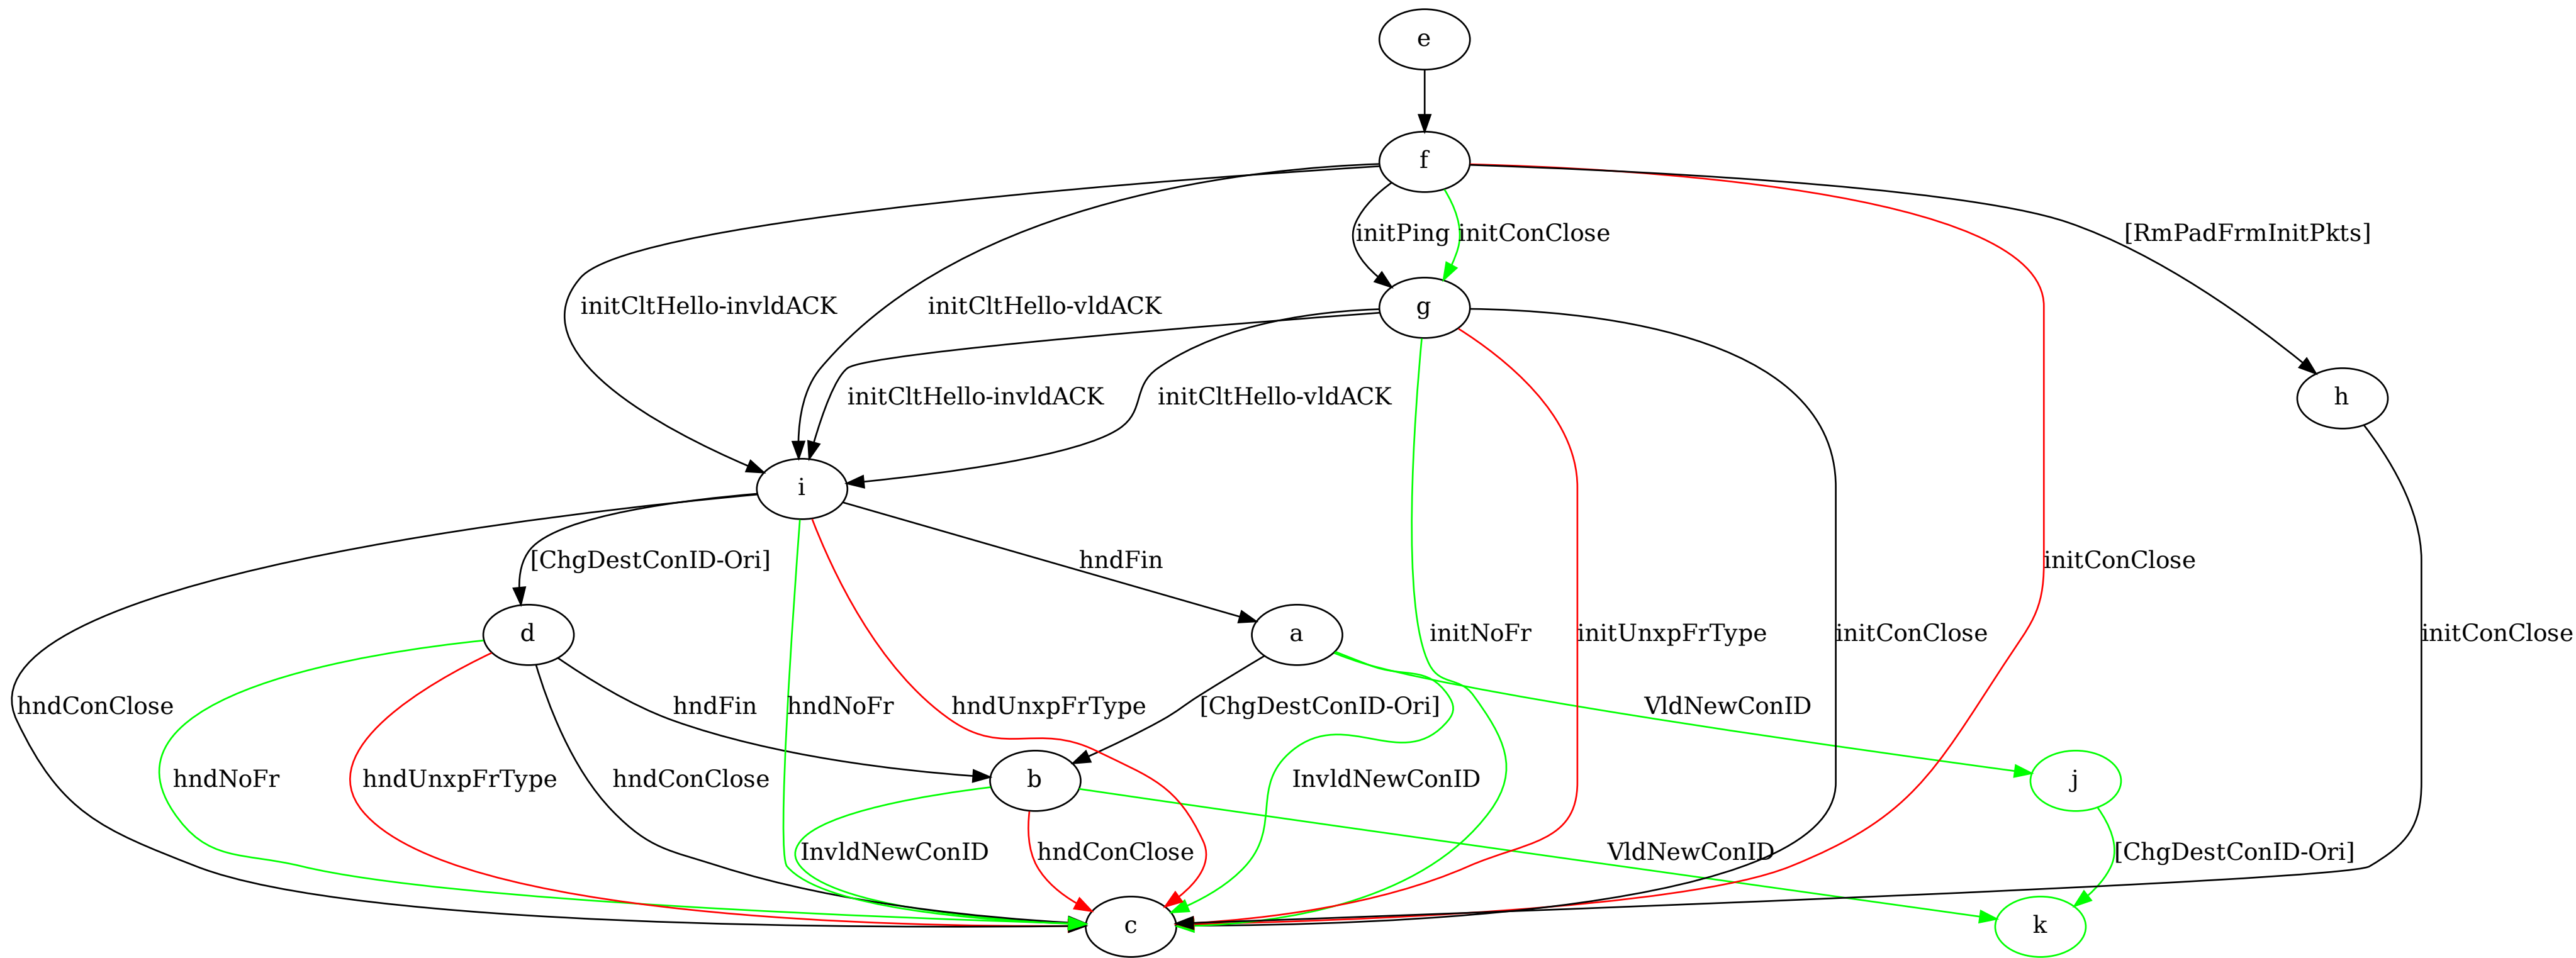 e
f
initPing
initConClose
[RmPadFrmInitPkts]
initCltHello-invldACK
initCltHello-vldACK
g
initCltHello-invldACK
initCltHello-vldACK
h
i
[ChgDestConID-Ori]
hndFin
initConClose
d
a
initNoFr
initUnxpFrType
initConClose
initConClose
hndConClose
hndFin
hndNoFr
hndUnxpFrType
[ChgDestConID-Ori]
VldNewConID
hndNoFr
hndUnxpFrType
hndConClose
b
InvldNewConID
j
InvldNewConID
hndConClose
VldNewConID
[ChgDestConID-Ori]
c
k